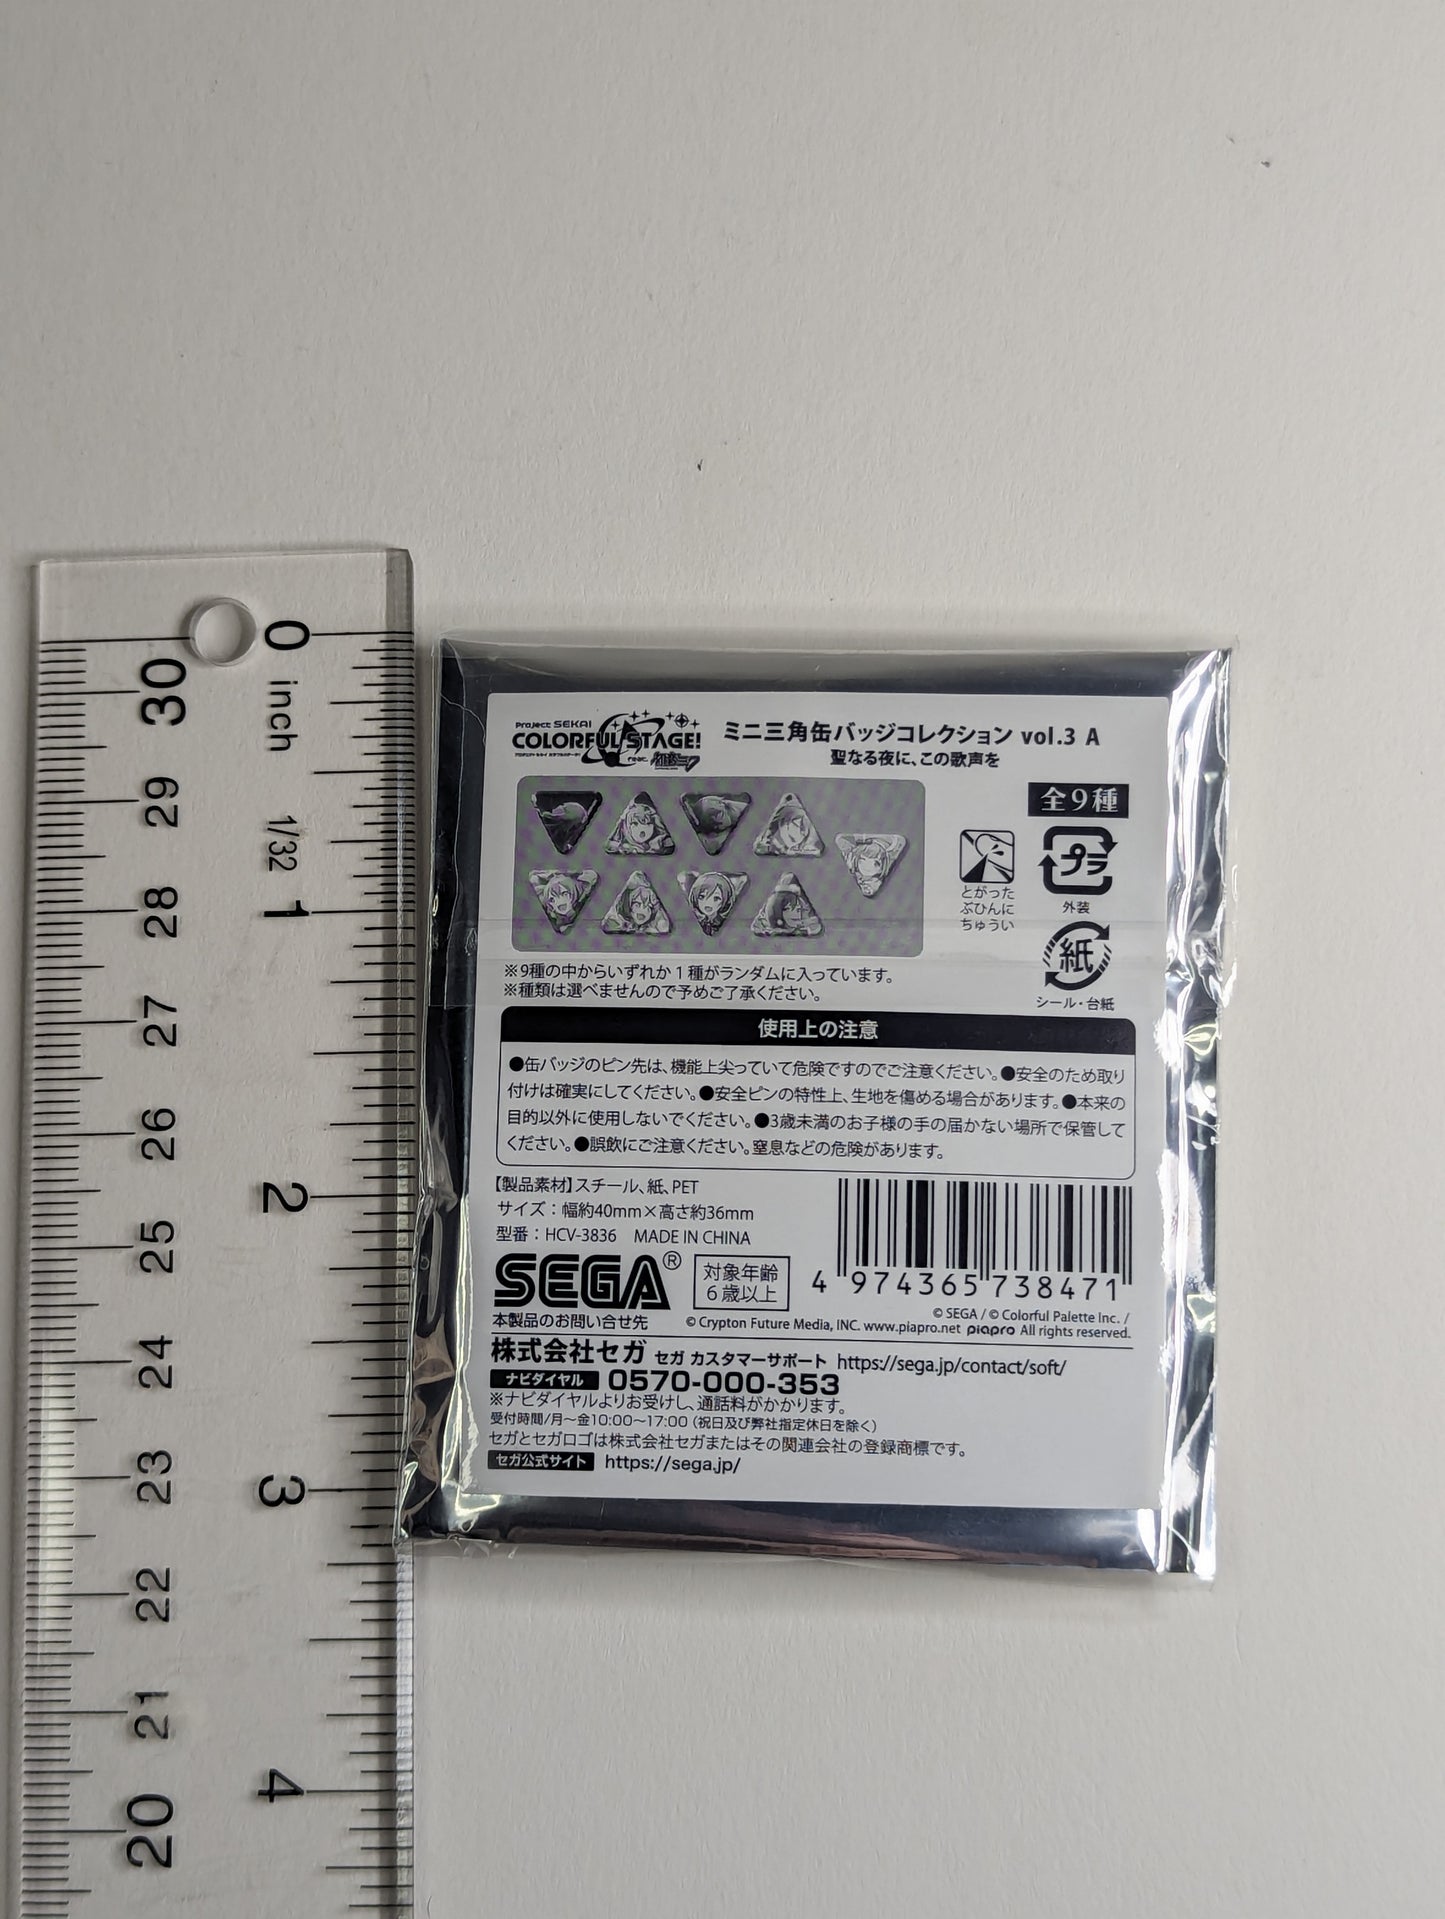 0 inch 1/32
1
2
3
4
30
29
28
27
26
25
24
23
22
21
20
Project SEKAI
COLORFUL STAGE!
プロジェクトセカイ カラフルステージ!
feat. 初音ミク
ミニ三角缶バッジコレクション vol.3 A
聖なる夜に、この歌声を
全9種
とがった
ぶひんに
ちゅうい
プラ
外装
紙
シール・台紙
※9種の中からいずれか1種がランダムに入っています。
※種類は選べませんので予めご了承ください。
使用上の注意
●缶バッジのピン先は、機能上尖っていて危険ですのでご注意ください。●安全のため取り
付けは確実にしてください。●安全ピンの特性上、生地を傷める場合があります。●本来の
目的以外に使用しないでください。●3歳未満のお子様の手の届かない場所で保管して
ください。●誤飲にご注意ください。窒息などの危険があります。
【製品素材】スチール、紙、PET
サイズ：幅約40mm×高さ約36mm
型番：HCV-3836 MADE IN CHINA
SEGA®
対象年齢
6歳以上
4 974365 738471
© SEGA / © Colorful Palette Inc. /
© Crypton Future Media, INC. www.piapro.net piapro All rights reserved.
本製品のお問い合せ先
株式会社セガ セガ カスタマーサポート https://sega.jp/contact/soft/
ナビダイヤル 0570-000-353
※ナビダイヤルよりお受けし、通話料がかかります。
受付時間/月～金10:00～17:00（祝日及び弊社指定休日を除く）
セガとセガロゴは株式会社セガまたはその関連会社の登録商標です。
セガ公式サイト https://sega.jp/